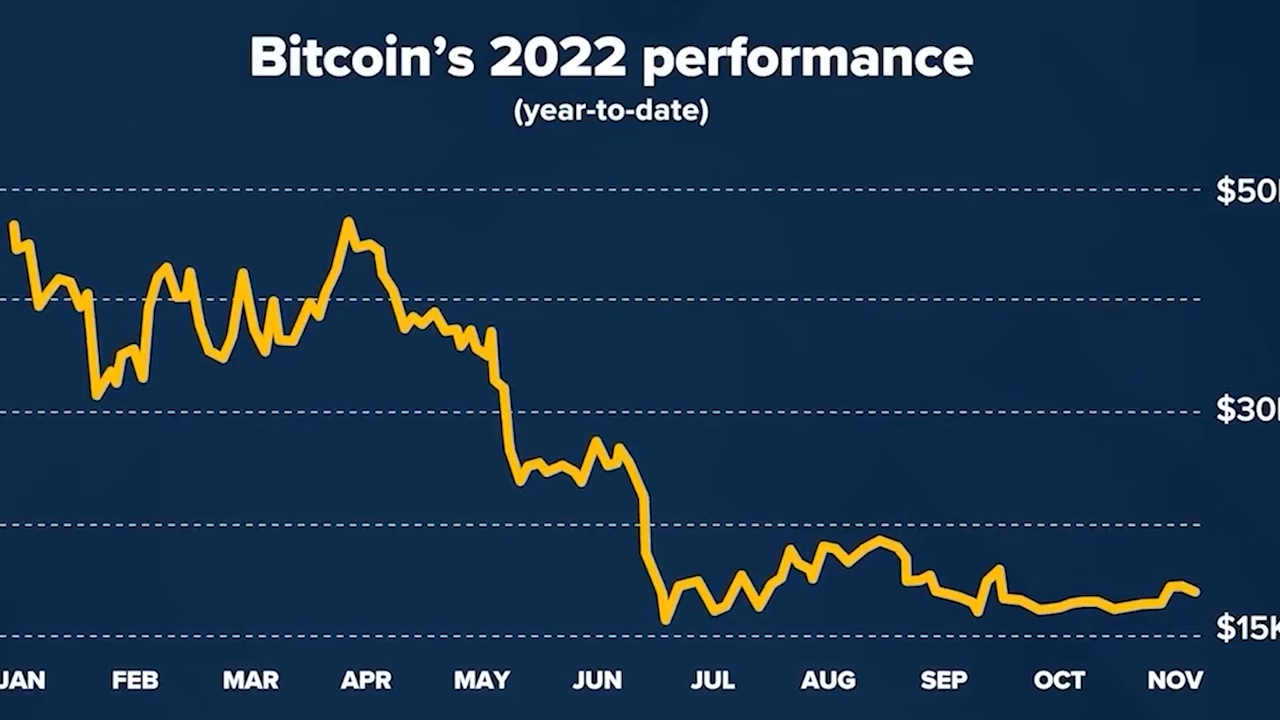 Bitcoin's 2022 performance
(year-to-date)
$50
$30
$15K
JAN FEB MAR APR MAY JUN JUL AUG SEP OCT NOV